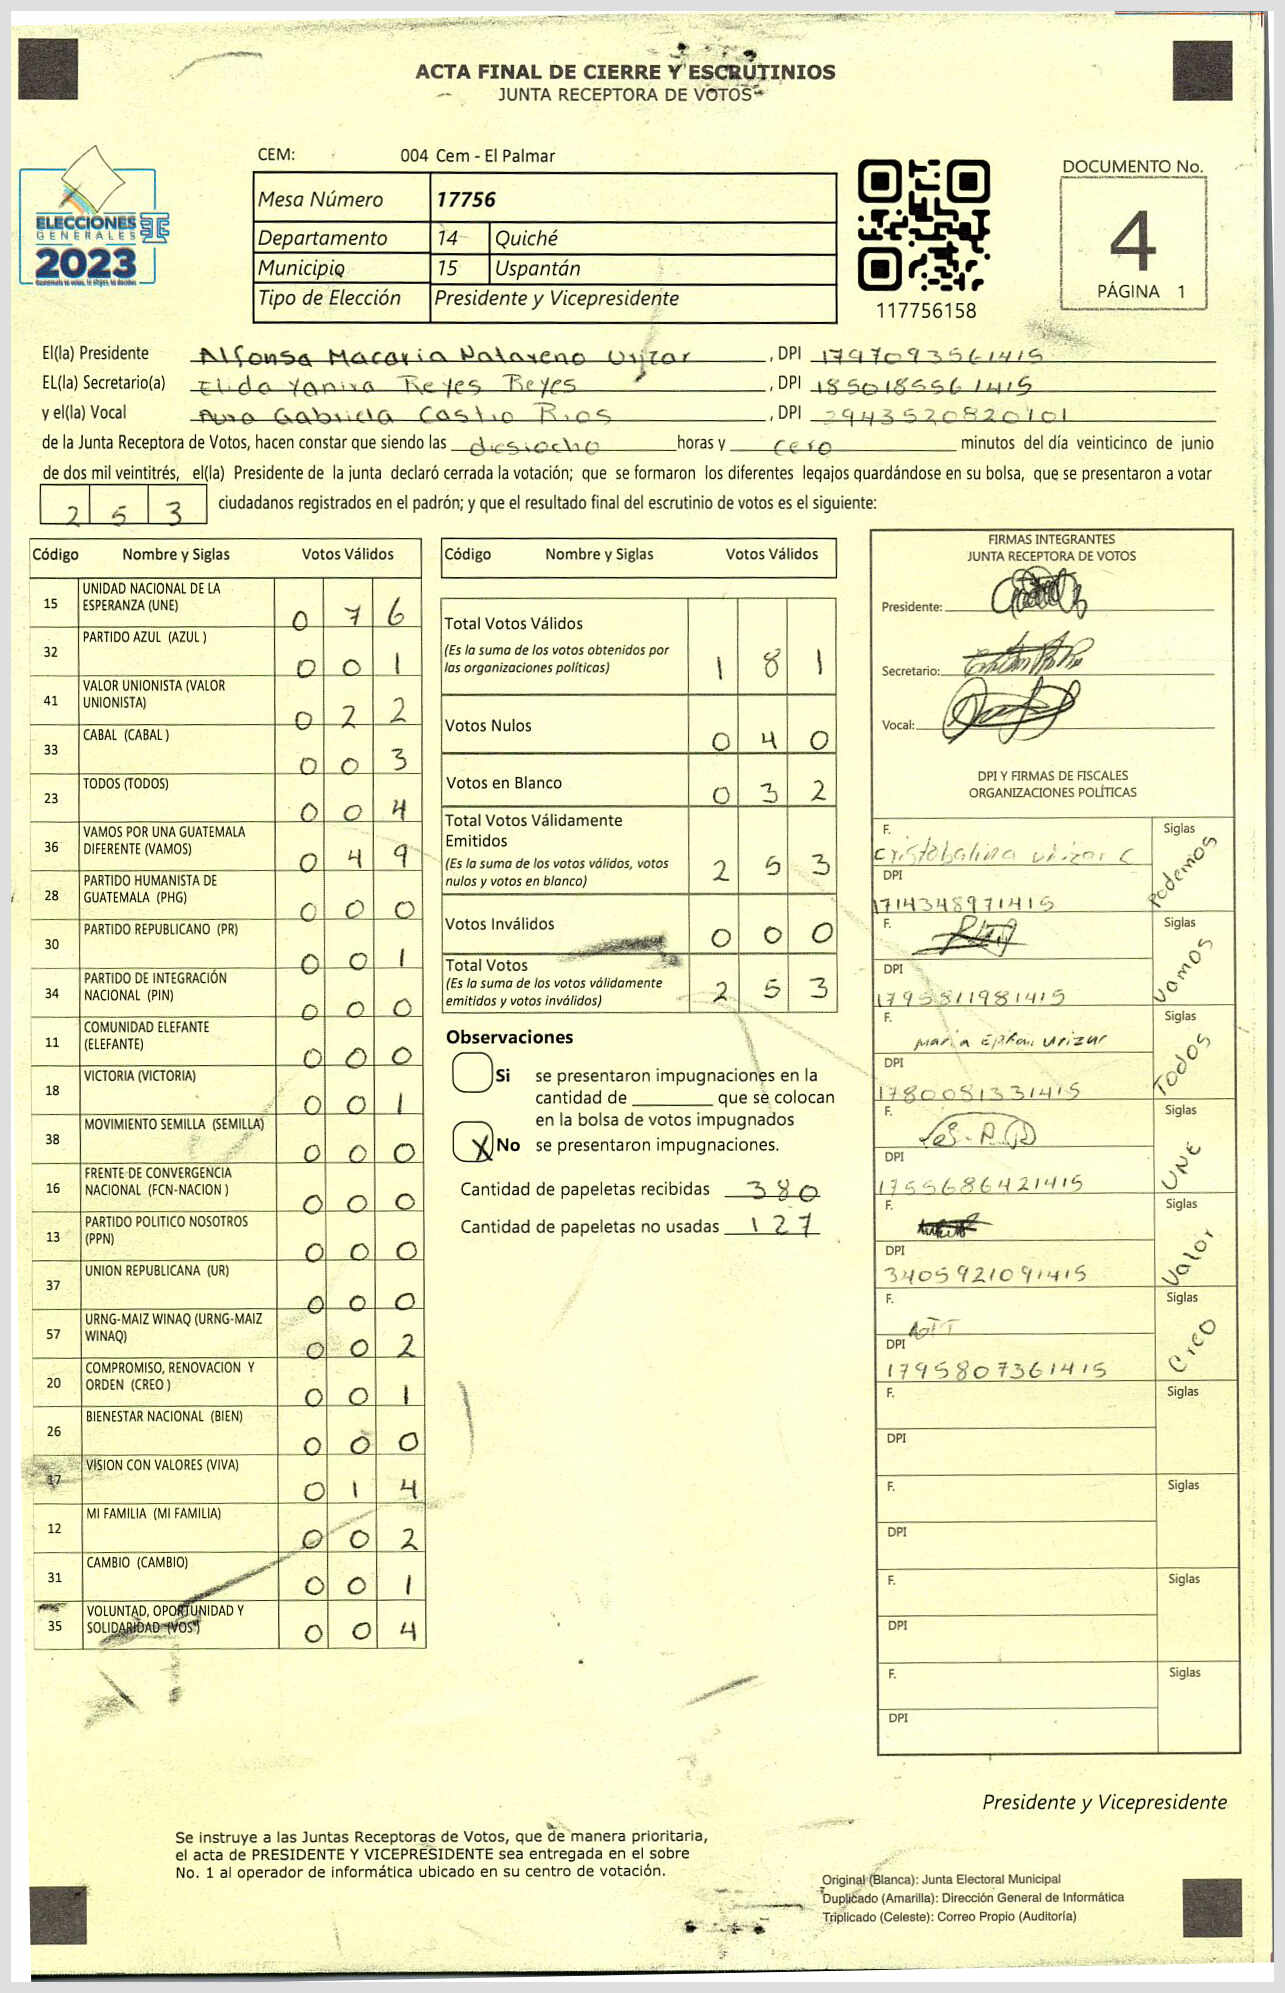 ACTA FINAL DE CIERRE Y ESCRUTINIOS
JUNTA RECEPTORA DE VOTOS
CEM: 004 Cem - El Palmar
ELECCIONES
GENERALES
2023
Mesa Número 17756
Departamento 14 Quiché
Municipio 15 Uspantán
Tipo de Elección Presidente y Vicepresidente
117756158
DOCUMENTO No.
4
PÁGINA 1
El(la) Presidente Alfonsa Macaria Natareno Urizar, DPI 1797093561415
EL(la) Secretario(a) Elida Yanira Reyes Reyes, DPI 1850185561415
y el(la) Vocal Ana Gabriela Castro Rios, DPI 2943520820101
de la Junta Receptora de Votos, hacen constar que siendo las desiocho horas y cero minutos del día veinticinco de junio
de dos mil veintitrés, el(la) Presidente de la junta declaró cerrada la votación; que se formaron los diferentes legajos guardándose en su bolsa, que se presentaron a votar
253 ciudadanos registrados en el padrón; y que el resultado final del escrutinio de votos es el siguiente:
Código Nombre y Siglas Votos Válidos
15 UNIDAD NACIONAL DE LA ESPERANZA (UNE) 0 7 6
32 PARTIDO AZUL (AZUL ) 0 0 1
41 VALOR UNIONISTA (VALOR UNIONISTA) 0 2 2
33 CABAL (CABAL ) 0 0 3
23 TODOS (TODOS) 0 0 4
36 VAMOS POR UNA GUATEMALA DIFERENTE (VAMOS) 0 4 9
28 PARTIDO HUMANISTA DE GUATEMALA (PHG) 0 0 0
30 PARTIDO REPUBLICANO (PR) 0 0 1
34 PARTIDO DE INTEGRACIÓN NACIONAL (PIN) 0 0 0
11 COMUNIDAD ELEFANTE (ELEFANTE) 0 0 0
18 VICTORIA (VICTORIA) 0 0 1
38 MOVIMIENTO SEMILLA (SEMILLA) 0 0 0
16 FRENTE DE CONVERGENCIA NACIONAL (FCN-NACION ) 0 0 0
13 PARTIDO POLITICO NOSOTROS (PPN) 0 0 0
37 UNION REPUBLICANA (UR) 0 0 0
57 URNG-MAIZ WINAQ (URNG-MAIZ WINAQ) 0 0 2
20 COMPROMISO, RENOVACION Y ORDEN (CREO ) 0 0 1
26 BIENESTAR NACIONAL (BIEN) 0 0 0
17 VISION CON VALORES (VIVA) 0 1 4
12 MI FAMILIA (MI FAMILIA) 0 0 2
31 CAMBIO (CAMBIO) 0 0 1
35 VOLUNTAD, OPORTUNIDAD Y SOLIDARIDAD (VOS) 0 0 4
Código Nombre y Siglas Votos Válidos
Total Votos Válidos 1 8 1
(Es la suma de los votos obtenidos por
las organizaciones políticas)
Votos Nulos 0 4 0
Votos en Blanco 0 3 2
Total Votos Válidamente
Emitidos 2 5 3
(Es la suma de los votos válidos, votos
nulos y votos en blanco)
Votos Inválidos 0 0 0
Total Votos 2 5 3
(Es la suma de los votos válidamente
emitidos y votos inválidos)
Observaciones
Si se presentaron impugnaciones en la
cantidad de ________ que se colocan
en la bolsa de votos impugnados
X No se presentaron impugnaciones.
Cantidad de papeletas recibidas 380
Cantidad de papeletas no usadas 127
FIRMAS INTEGRANTES
JUNTA RECEPTORA DE VOTOS
Presidente:
Secretario:
Vocal:
DPI Y FIRMAS DE FISCALES
ORGANIZACIONES POLÍTICAS
F. Cristobalina Urizar C Siglas Podemos
DPI 1714348971415
F. Siglas Vamos
DPI 1795811981415
F. Maria Urizar Siglas Todos
DPI 1780081331415
F. Siglas UNE
DPI 1755686421415
F. Siglas Valor
DPI 3405921091415
F. Siglas Creo
DPI 1795807361415
F. Siglas
DPI
F. Siglas
DPI
F. Siglas
DPI
F. Siglas
DPI
Presidente y Vicepresidente
Se instruye a las Juntas Receptoras de Votos, que de manera prioritaria,
el acta de PRESIDENTE Y VICEPRESIDENTE sea entregada en el sobre
No. 1 al operador de informática ubicado en su centro de votación.
Original (Blanca): Junta Electoral Municipal
Duplicado (Amarilla): Dirección General de Informática
Triplicado (Celeste): Correo Propio (Auditoría)